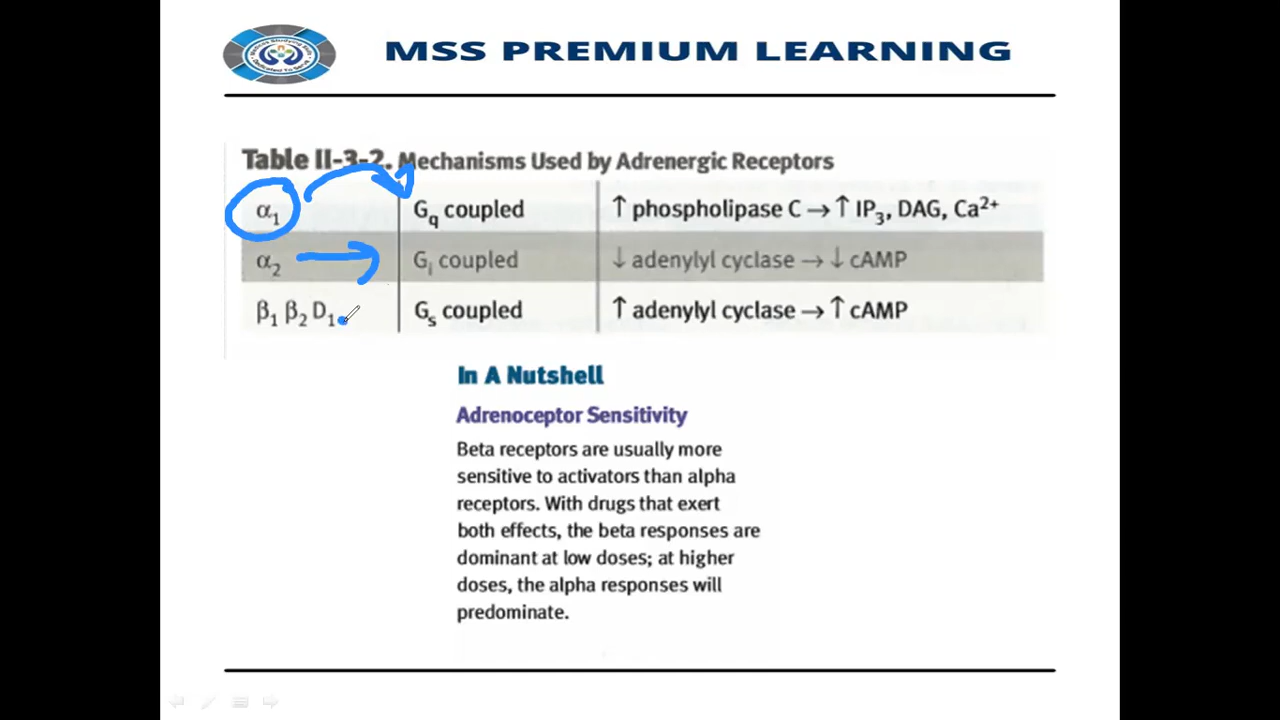 MSS PREMIUM LEARNING
Table II-3-2. Mechanisms Used by Adrenergic Receptors
α₁ G_q coupled ↑ phospholipase C → ↑ IP₃, DAG, Ca²⁺
α₂ Gᵢ coupled ↓ adenylyl cyclase → ↓ cAMP
β₁ β₂ D₁ Gₛ coupled ↑ adenylyl cyclase → ↑ cAMP
In A Nutshell
Adrenoceptor Sensitivity
Beta receptors are usually more
sensitive to activators than alpha
receptors. With drugs that exert
both effects, the beta responses are
dominant at low doses; at higher
doses, the alpha responses will
predominate.